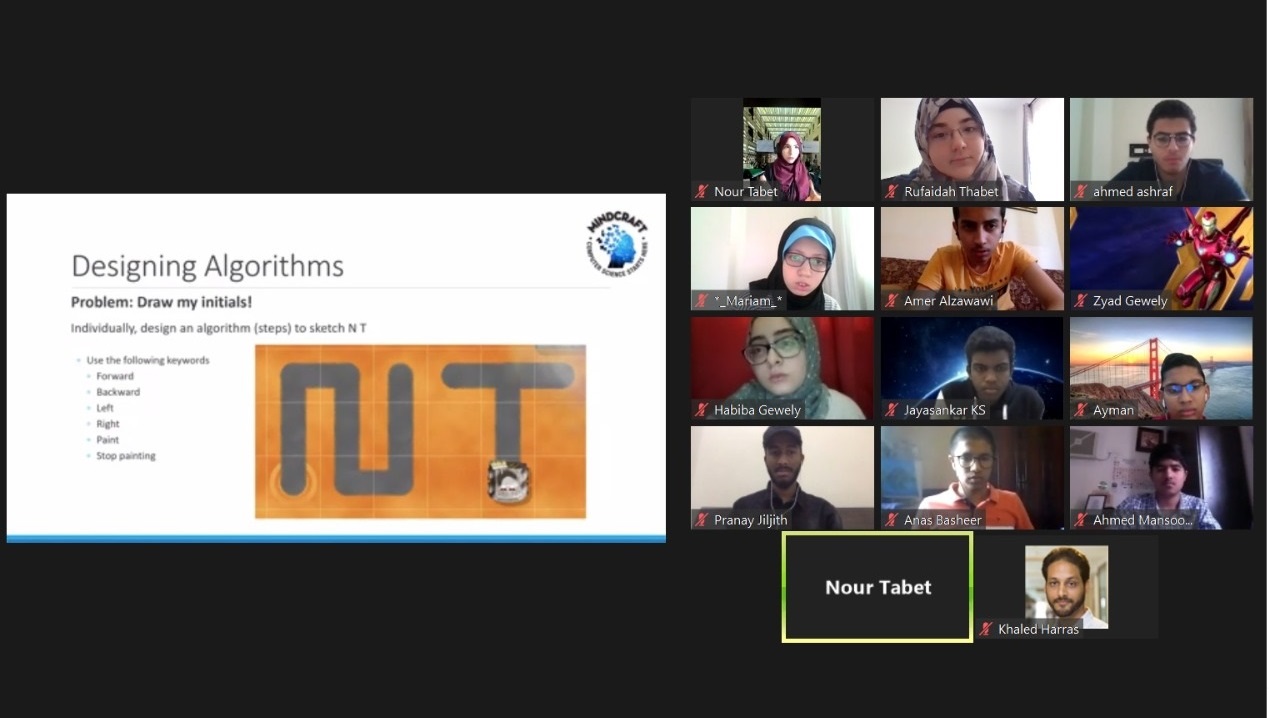 MINDCRAFT
COMPUTER SCIENCE STARTS HERE
Designing Algorithms
Problem: Draw my initials!
Individually, design an algorithm (steps) to sketch N T
Use the following keywords
Forward
Backward
Left
Right
Paint
Stop painting
Nour Tabet
Rufaidah Thabet
ahmed ashraf
*_Mariam_*
Amer Alzawawi
Zyad Gewely
Habiba Gewely
Jayasankar KS
Ayman
Pranay Jiljith
Anas Basheer
Ahmed Mansoo...
Nour Tabet
Khaled Harras